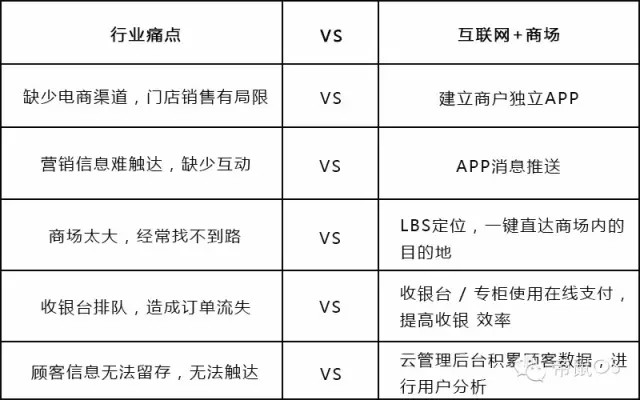 行业痛点 VS 互联网+商场
缺少电商渠道，门店销售有局限 VS 建立商户独立APP
营销信息难触达，缺少互动 VS APP消息推送
商场太大，经常找不到路 VS LBS定位，一键直达商场内的
目的地
收银台排队，造成订单流失 VS 收银台 / 专柜使用在线支付，
提高收银 效率
顾客信息无法留存，无法触达 VS 云管理后台积累顾客数据，进
行用户分析